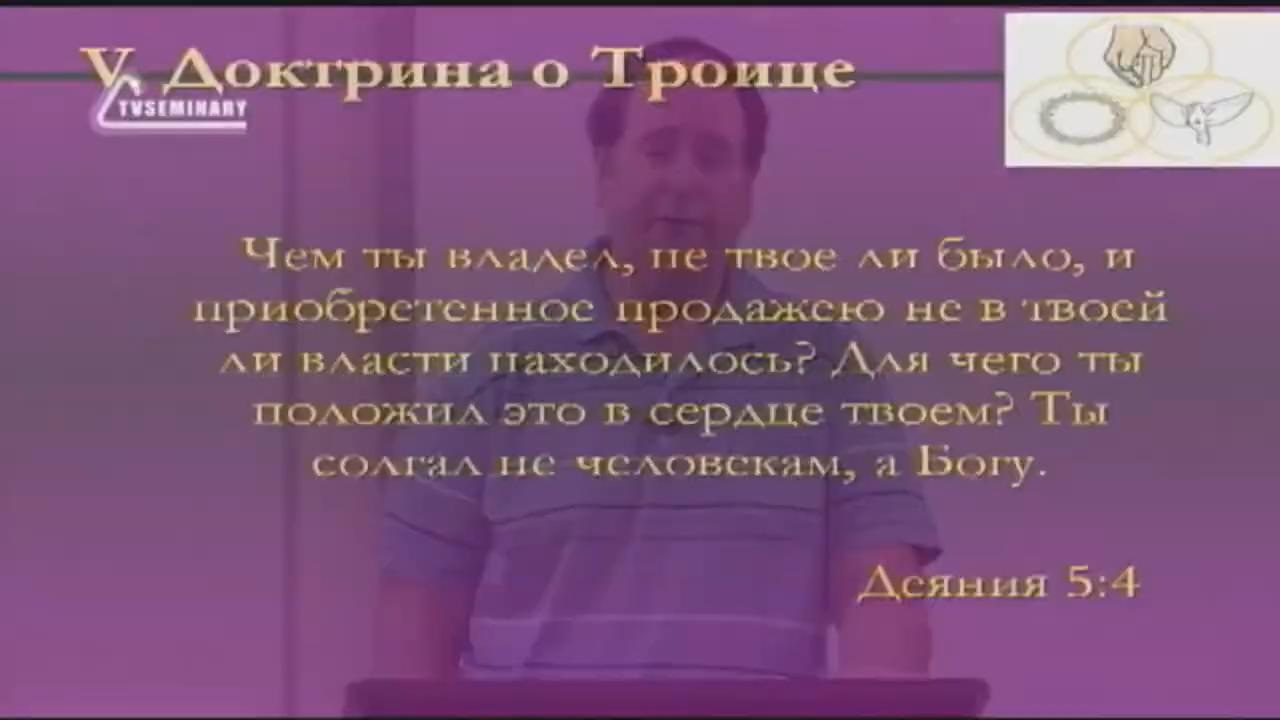 V. Доктрина о Троице
TVSEMINARY
Чем ты владел, не твое ли было, и
приобретенное продажею не в твоей
ли власти находилось? Для чего ты
положил это в сердце твоем? Ты
солгал не человекам, а Богу.
Деяния 5:4